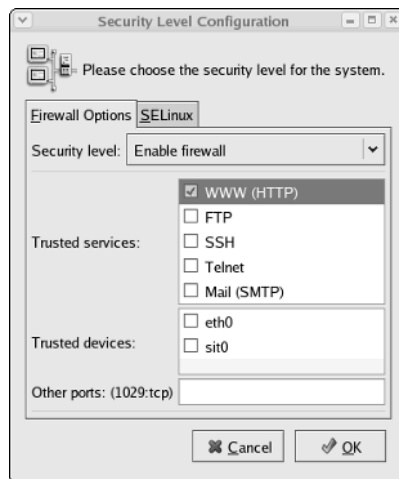 Security Level Configuration
Please choose the security level for the system.
Firewall Options SELinux
Security level: Enable firewall
Trusted services:
WWW (HTTP)
FTP
SSH
Telnet
Mail (SMTP)
Trusted devices:
eth0
sit0
Other ports: (1029:tcp)
Cancel OK